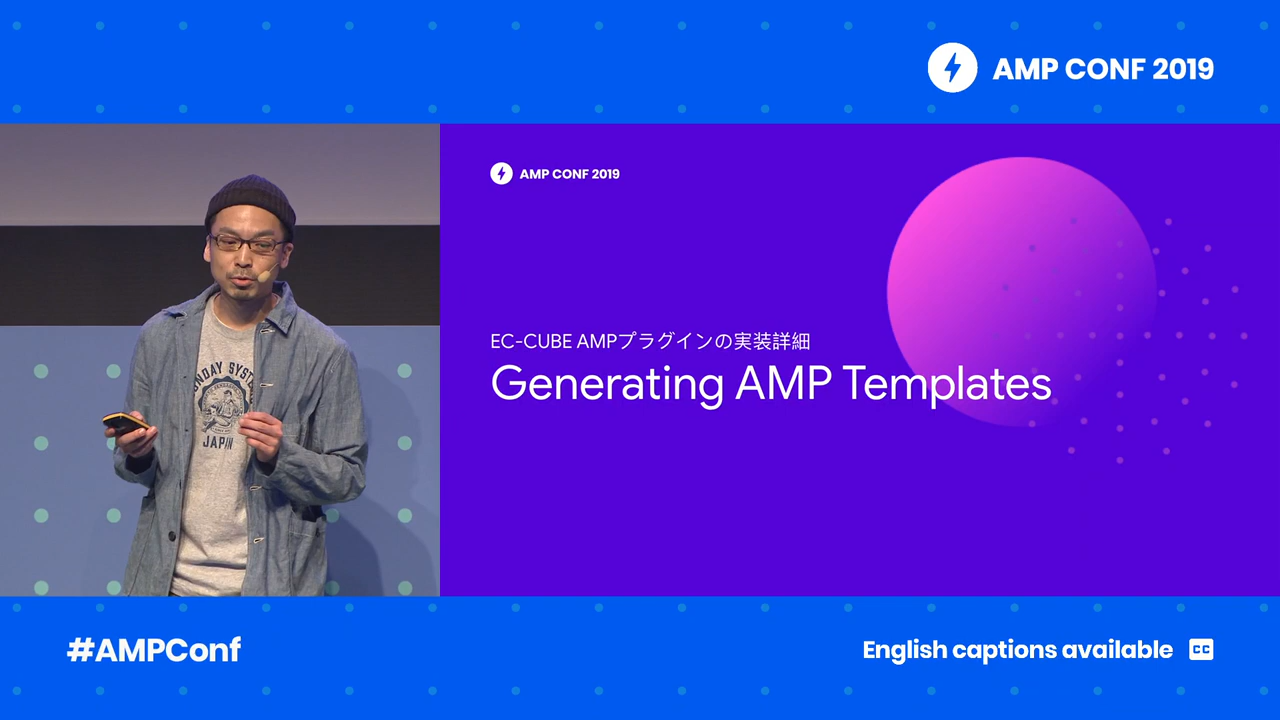 AMP CONF 2019
AMP CONF 2019
EC-CUBE AMPプラグインの実装詳細
Generating AMP Templates
JAPAN
#AMPConf
English captions available
CC